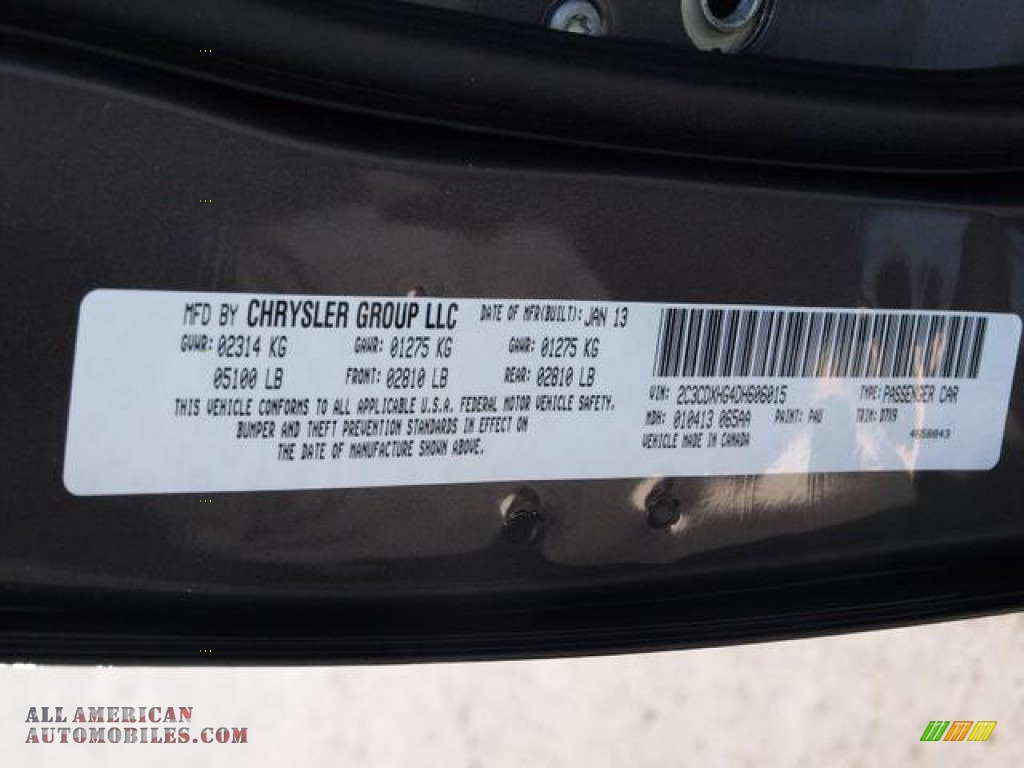 MFD BY CHRYSLER GROUP LLC DATE OF MFR(BUILT): JAN 13
GVWR: 02314 KG GAWR: 01275 KG GAWR: 01275 KG
05100 LB FRONT: 02810 LB REAR: 02810 LB
THIS VEHICLE CONFORMS TO ALL APPLICABLE U.S.A. FEDERAL MOTOR VEHICLE SAFETY,
BUMPER AND THEFT PREVENTION STANDARDS IN EFFECT ON
THE DATE OF MANUFACTURE SHOWN ABOVE.
VIN: 2C3CDXHG4DH606015 TYPE: PASSENGER CAR
MDH: 010413 065AA PAINT: PAU TRIM: D7X9
VEHICLE MADE IN CANADA
ALL AMERICAN
AUTOMOBILES.COM